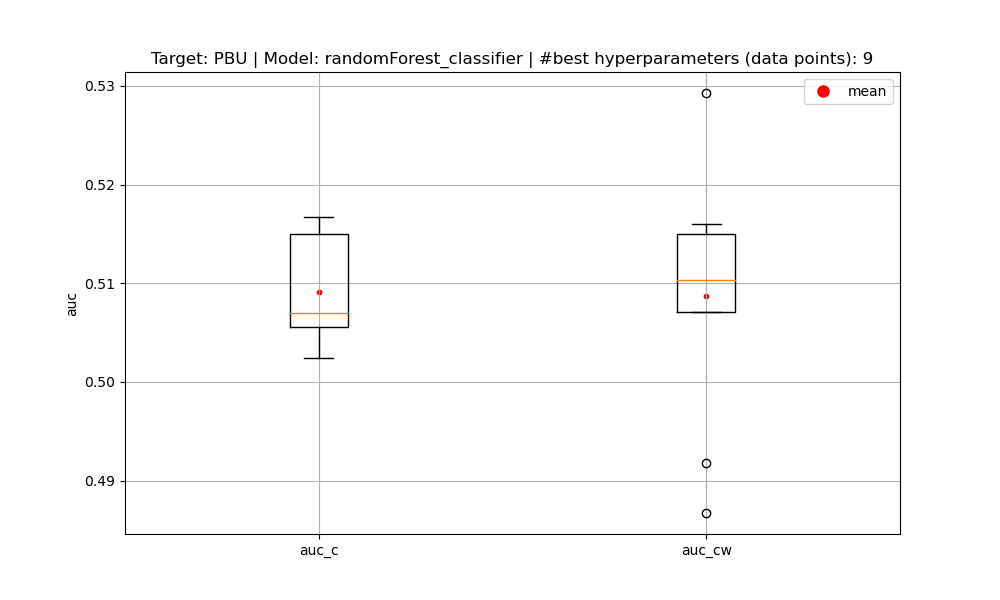 Target: PBU | Model: randomForest_classifier | #best hyperparameters (data points): 9
mean
0.53
0.52
0.51
0.50
0.49
auc
auc_c
auc_cw